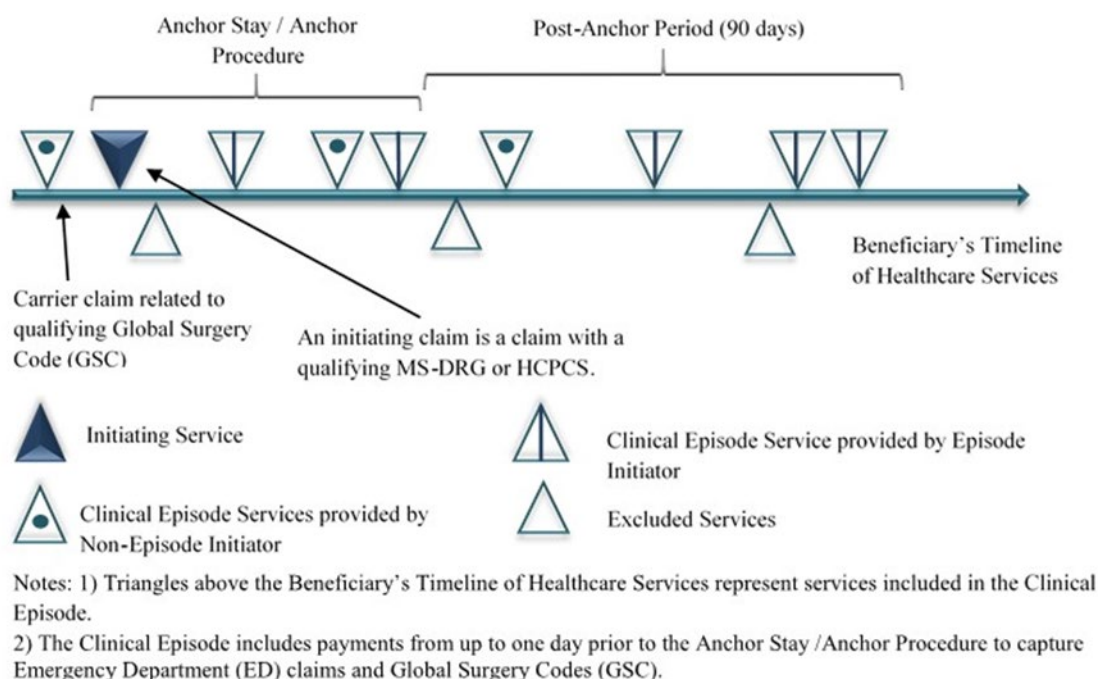 Anchor Stay / Anchor
Procedure
Post-Anchor Period (90 days)
Beneficiary's Timeline
of Healthcare Services
Carrier claim related to
qualifying Global Surgery
Code (GSC)
An initiating claim is a claim with a
qualifying MS-DRG or HCPCS.
Initiating Service
Clinical Episode Service provided by Episode
Initiator
Clinical Episode Services provided by
Non-Episode Initiator
Excluded Services
Notes: 1) Triangles above the Beneficiary's Timeline of Healthcare Services represent services included in the Clinical
Episode.
2) The Clinical Episode includes payments from up to one day prior to the Anchor Stay /Anchor Procedure to capture
Emergency Department (ED) claims and Global Surgery Codes (GSC).